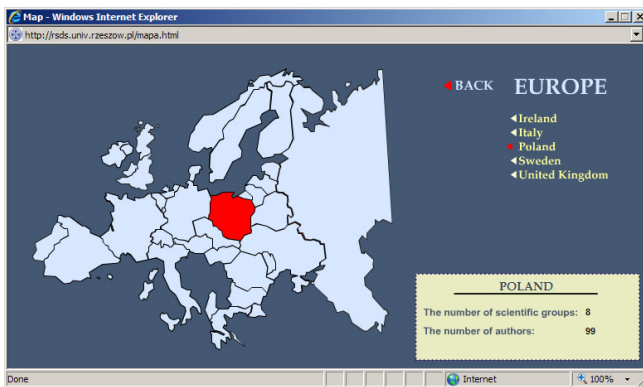 Map - Windows Internet Explorer
http://rsds.univ.rzeszow.pl/mapa.html
BACK EUROPE
Ireland
Italy
Poland
Sweden
United Kingdom
POLAND
The number of scientific groups: 8
The number of authors: 99
Done Internet 100%